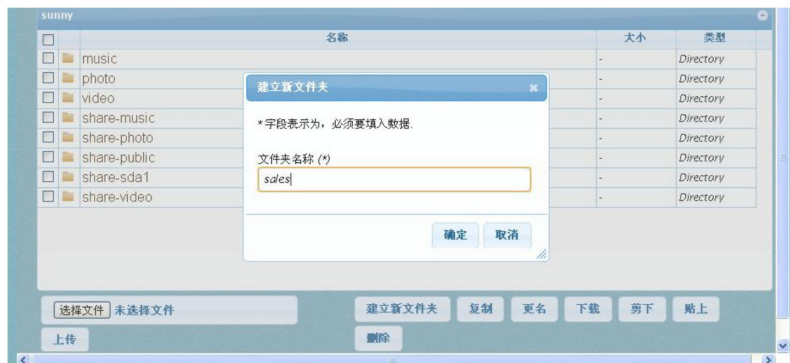 sunny
名称 大小 类型
music - Directory
photo - Directory
video - Directory
share-music - Directory
share-photo - Directory
share-public - Directory
share-sda1 - Directory
share-video - Directory
建立新文件夹
*字段表示为，必须要填入数据.
文件夹名称 (*)
sales
确定 取消
选择文件 未选择文件 建立新文件夹 复制 更名 下载 剪下 贴上
上传 删除